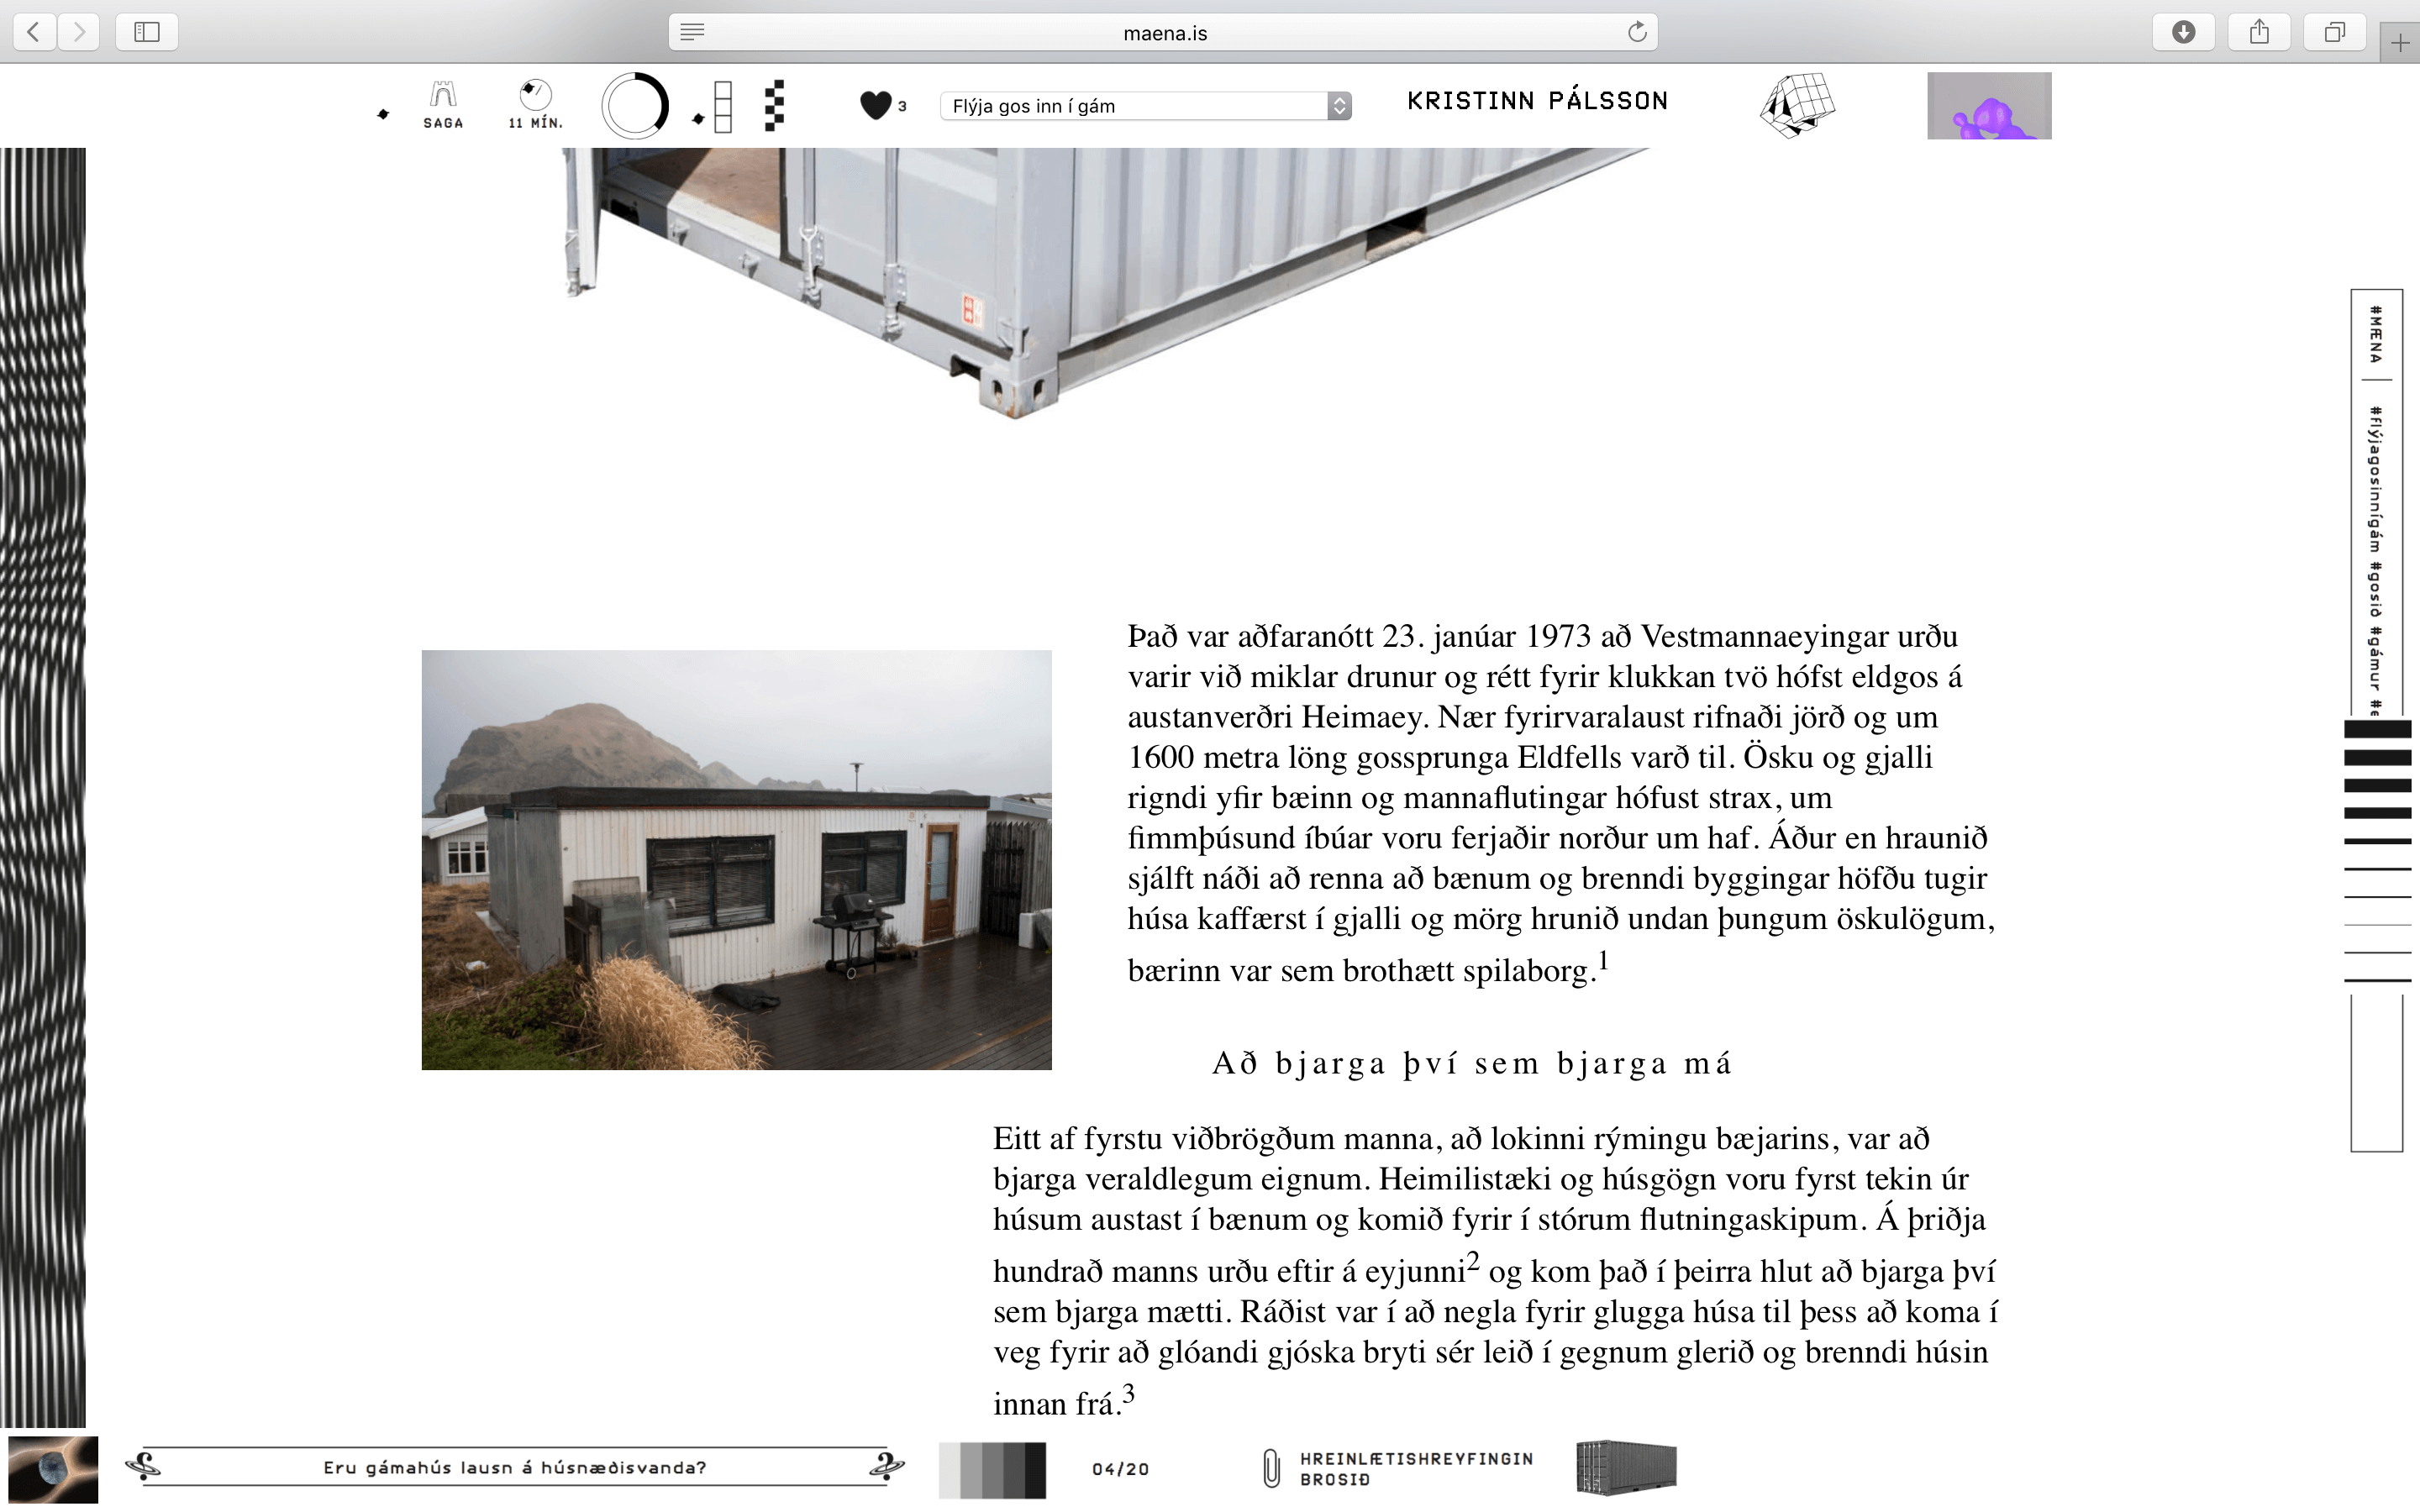 maena.is
SAGA
11 MÍN.
3
Flýja gos inn í gám
KRISTINN PÁLSSON
#MÆNA
#flýjagosinnígám #gosið #gámur #e
Það var aðfaranótt 23. janúar 1973 að Vestmannaeyingar urðu
varir við miklar drunur og rétt fyrir klukkan tvö hófst eldgos á
austanverðri Heimaey. Nær fyrirvaralaust rifnaði jörð og um
1600 metra löng gossprunga Eldfells varð til. Ösku og gjalli
rigndi yfir bæinn og mannaflutingar hófust strax, um
fimmþúsund íbúar voru ferjaðir norður um haf. Áður en hraunið
sjálft náði að renna að bænum og brenndi byggingar höfðu tugir
húsa kaffærst í gjalli og mörg hrunið undan þungum öskulögum,
bærinn var sem brothætt spilaborg.1
Að bjarga því sem bjarga má
Eitt af fyrstu viðbrögðum manna, að lokinni rýmingu bæjarins, var að
bjarga veraldlegum eignum. Heimilistæki og húsgögn voru fyrst tekin úr
húsum austast í bænum og komið fyrir í stórum flutningaskipum. Á þriðja
hundrað manns urðu eftir á eyjunni2 og kom það í þeirra hlut að bjarga því
sem bjarga mætti. Ráðist var í að negla fyrir glugga húsa til þess að koma í
veg fyrir að glóandi gjóska bryti sér leið í gegnum glerið og brenndi húsin
innan frá.3
Eru gámahús lausn á húsnæðisvanda?
04/20
HREINLÆTISHREYFINGIN
BROSIÐ